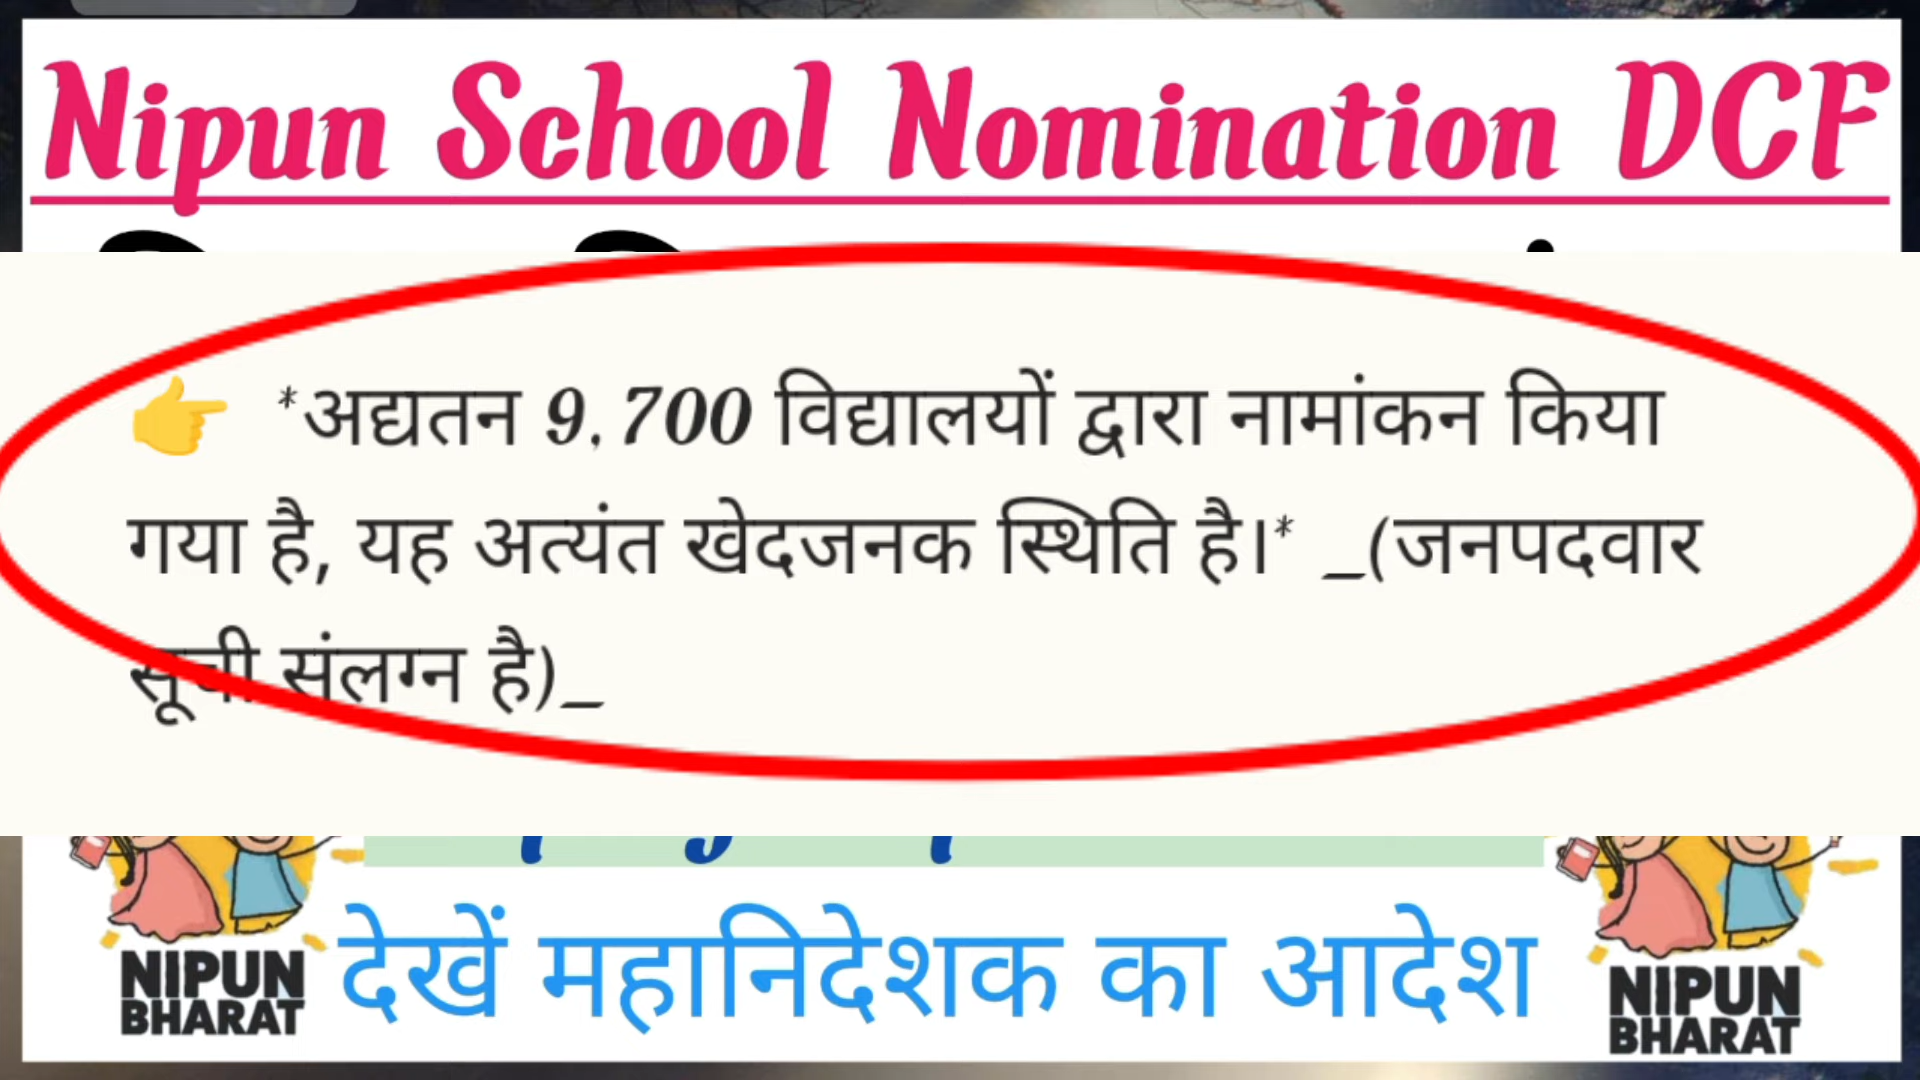 Nipun School Nomination DCF
👉 *अद्यतन 9,700 विद्यालयों द्वारा नामांकन किया
गया है, यह अत्यंत खेदजनक स्थिति है।* _(जनपदवार
सूची संलग्न है)_
देखें महानिदेशक का आदेश
NIPUN
BHARAT
NIPUN
BHARAT